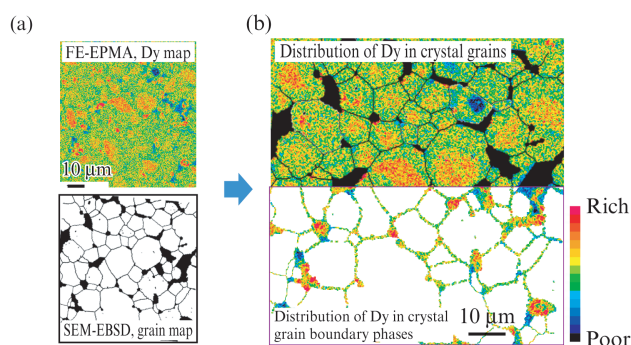 (a)
FE-EPMA, Dy map
10 μm
SEM-EBSD, grain map
(b)
Distribution of Dy in crystal grains
Distribution of Dy in crystal
grain boundary phases
10 μm
Rich
Poor